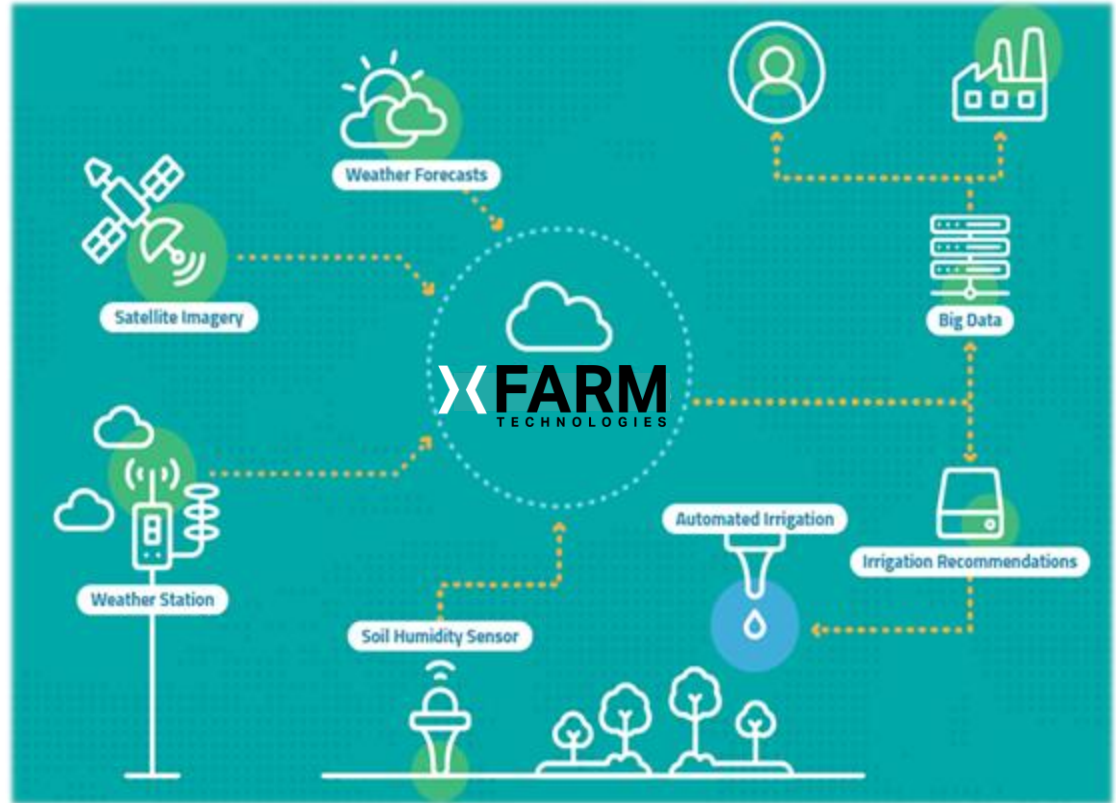 Weather Forecasts
Satellite Imagery
Big Data
XFARM
TECHNOLOGIES
Automated Irrigation
Irrigation Recommendations
Weather Station
Soil Humidity Sensor